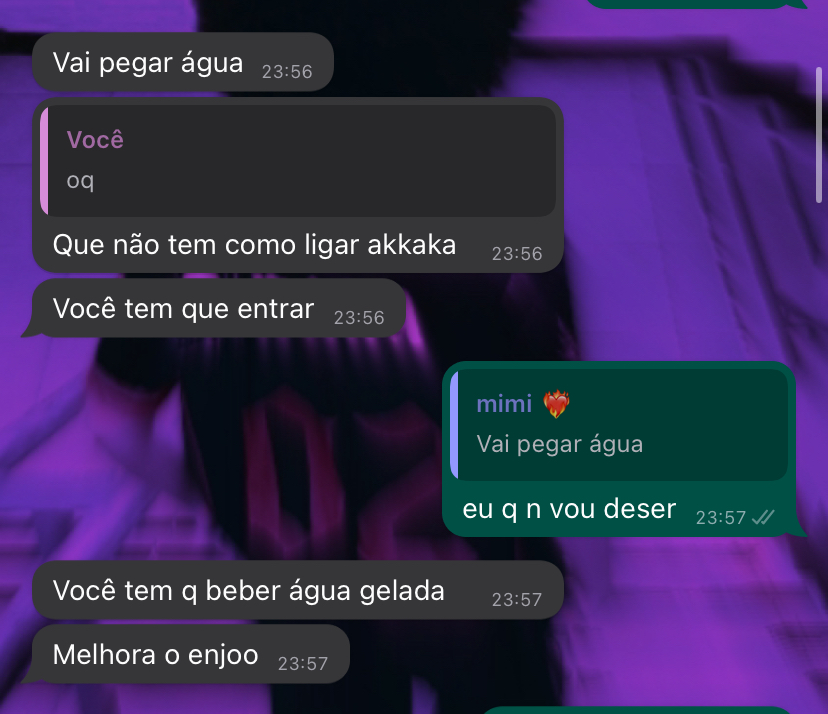 Vai pegar água 23:56
Você
oq
Que não tem como ligar akkaka 23:56
Você tem que entrar 23:56
mimi ❤️‍🔥
Vai pegar água
eu q n vou deser 23:57
Você tem q beber água gelada 23:57
Melhora o enjoo 23:57